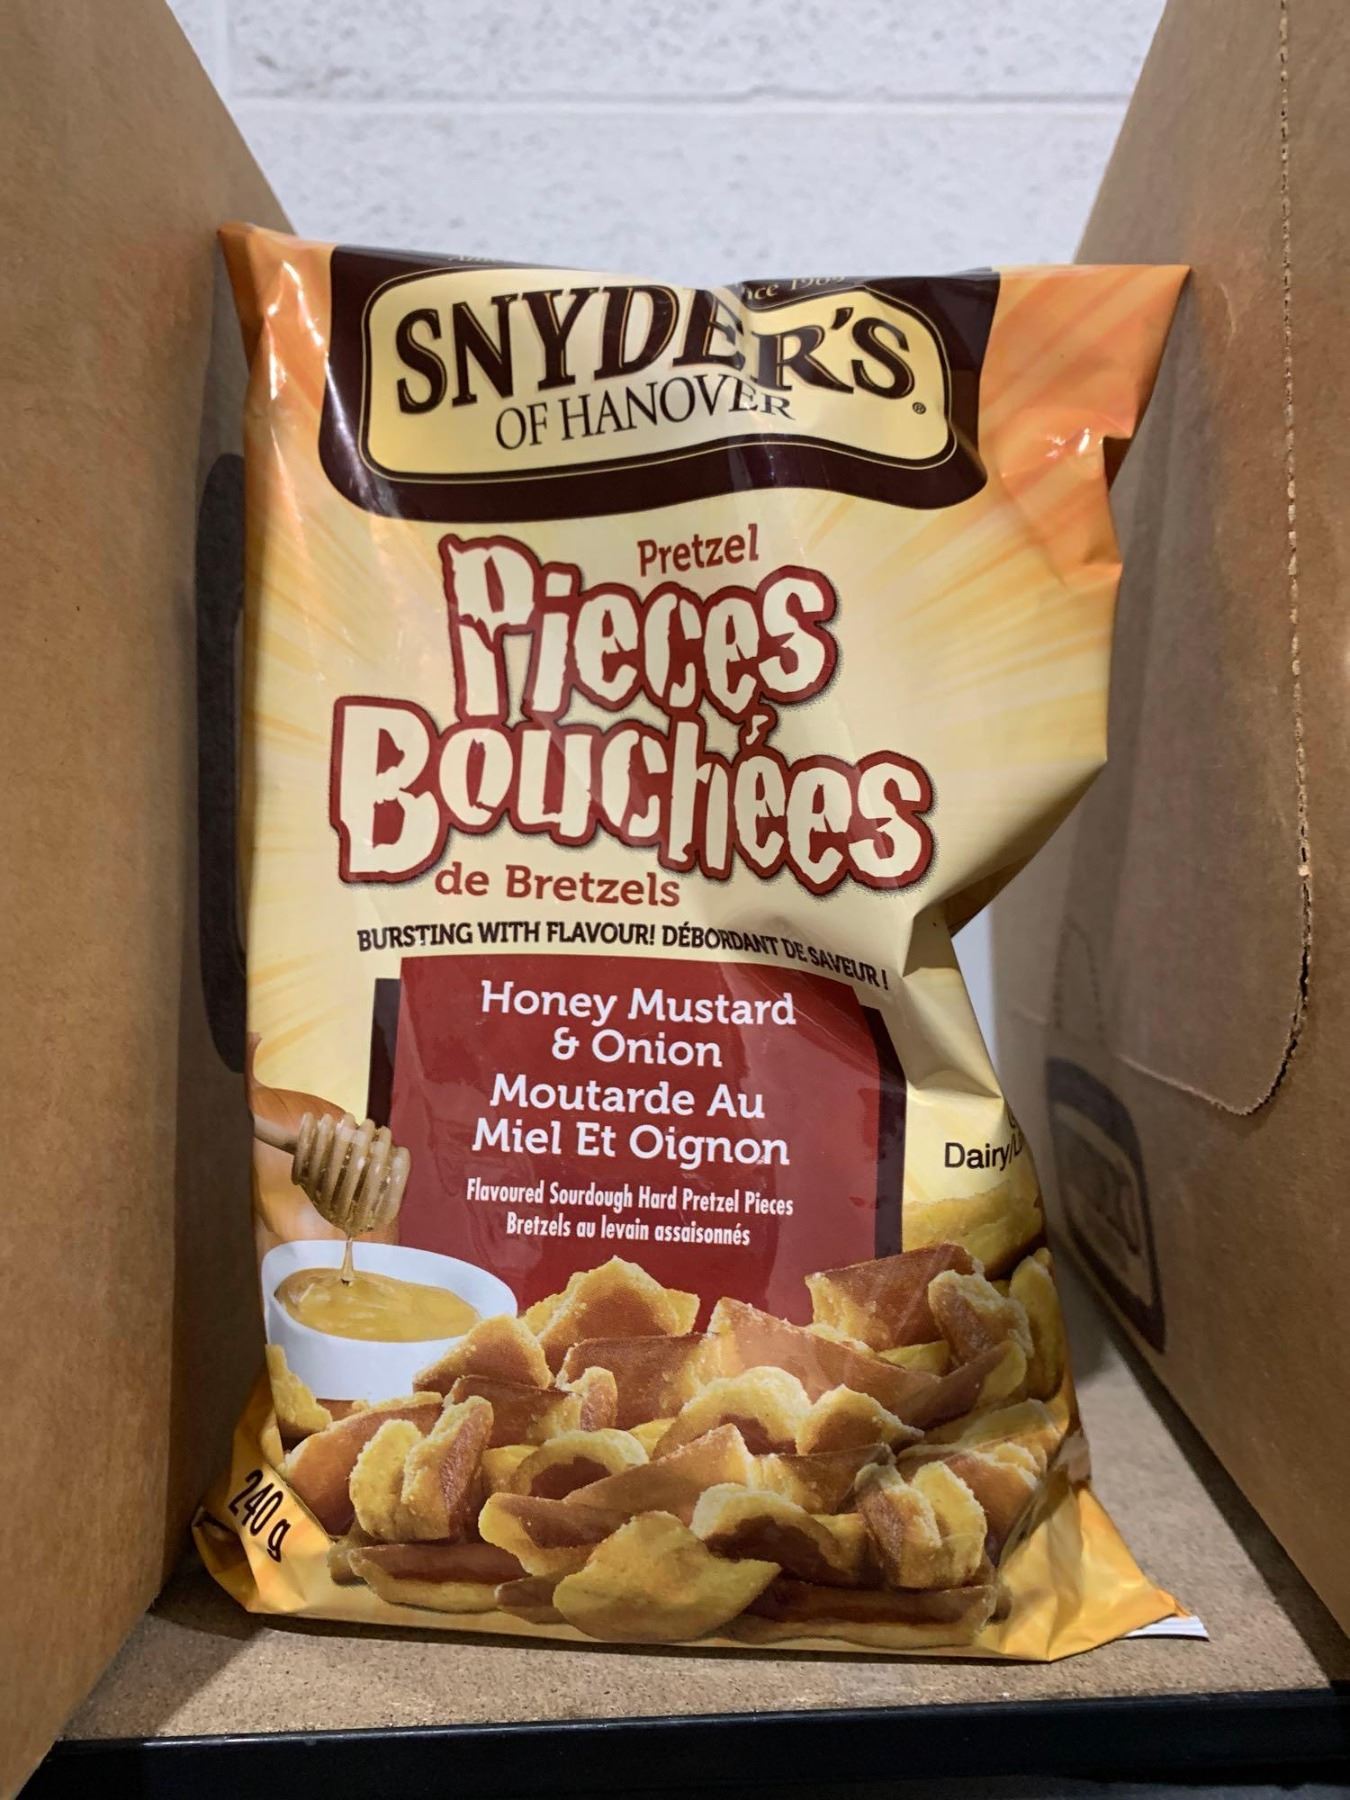 SNYDER'S
OF HANOVER®
Pretzel
Pieces
Bouchées
de Bretzels
BURSTING WITH FLAVOUR! DÉBORDANT DE SAVEUR !
Honey Mustard
& Onion
Moutarde Au
Miel Et Oignon
Flavoured Sourdough Hard Pretzel Pieces
Bretzels au levain assaisonnés
Dairy/
240 g